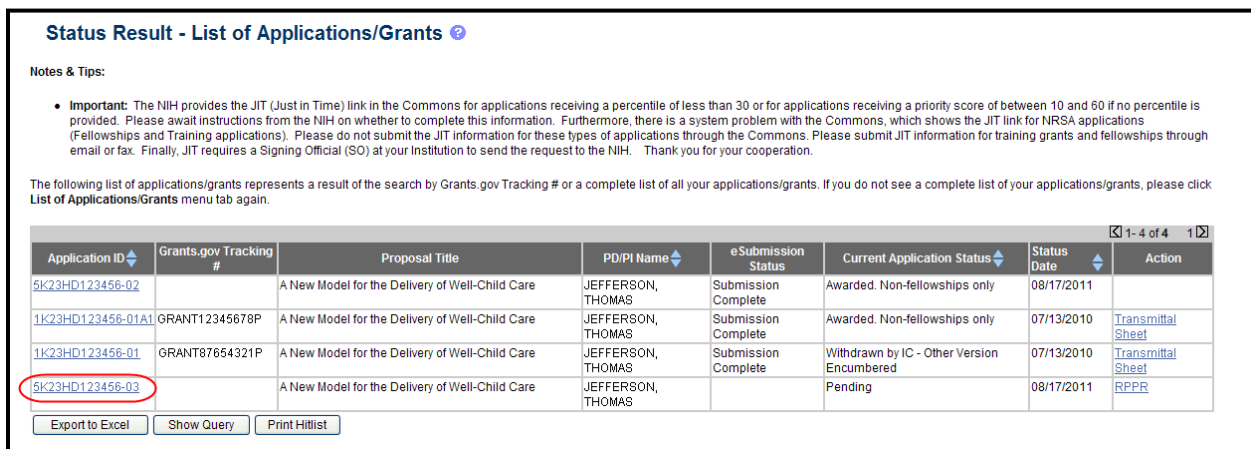 Status Result - List of Applications/Grants ?
Notes & Tips:
• Important: The NIH provides the JIT (Just in Time) link in the Commons for applications receiving a percentile of less than 30 or for applications receiving a priority score of between 10 and 60 if no percentile is
provided. Please await instructions from the NIH on whether to complete this information. Furthermore, there is a system problem with the Commons, which shows the JIT link for NRSA applications
(Fellowships and Training applications). Please do not submit the JIT information for these types of applications through the Commons. Please submit JIT information for training grants and fellowships through
email or fax. Finally, JIT requires a Signing Official (SO) at your Institution to send the request to the NIH. Thank you for your cooperation.
The following list of applications/grants represents a result of the search by Grants.gov Tracking # or a complete list of all your applications/grants. If you do not see a complete list of your applications/grants, please click
List of Applications/Grants menu tab again.
1- 4 of 4 1
Application ID Grants.gov Tracking # Proposal Title PD/PI Name eSubmission Status Current Application Status Status Date Action
5K23HD123456-02 A New Model for the Delivery of Well-Child Care JEFFERSON, THOMAS Submission Complete Awarded. Non-fellowships only 08/17/2011
1K23HD123456-01A1 GRANT12345678P A New Model for the Delivery of Well-Child Care JEFFERSON, THOMAS Submission Complete Awarded. Non-fellowships only 07/13/2010 Transmittal Sheet
1K23HD123456-01 GRANT87654321P A New Model for the Delivery of Well-Child Care JEFFERSON, THOMAS Submission Complete Withdrawn by IC - Other Version Encumbered 07/13/2010 Transmittal Sheet
5K23HD123456-03 A New Model for the Delivery of Well-Child Care JEFFERSON, THOMAS Pending 08/17/2011 RPPR
Export to Excel Show Query Print Hitlist